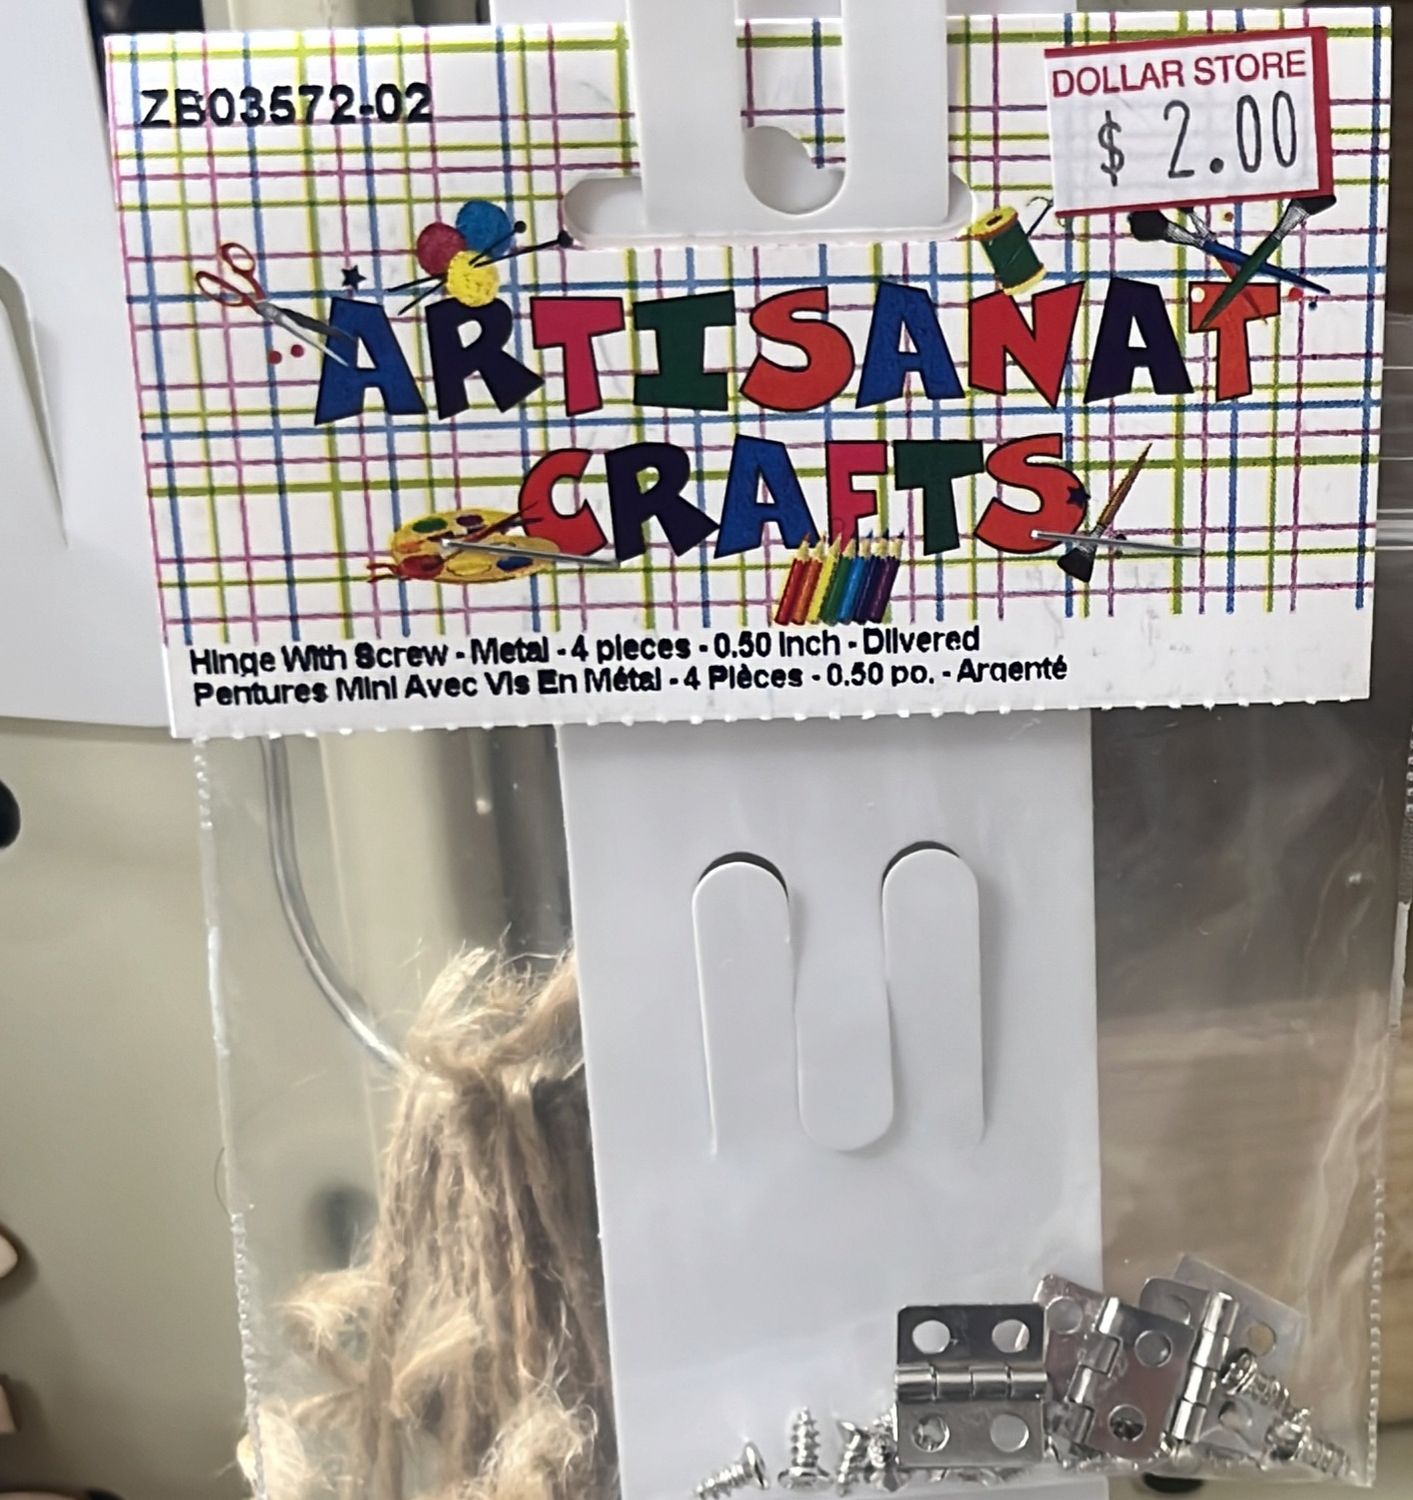 ZB03572-02
DOLLAR STORE
$ 2.00
ARTISANAT
CRAFTS
Hinge With Screw - Metal - 4 pieces - 0.50 Inch - Dilvered
Pentures Mini Avec Vis En Métal - 4 Pièces - 0.50 po. - Argenté